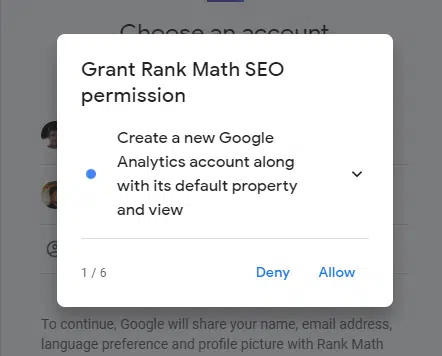 Choose an account
Grant Rank Math SEO
permission
Create a new Google
Analytics account along
with its default property
and view
1 / 6
Deny
Allow
To continue, Google will share your name, email address,
language preference and profile picture with Rank Math